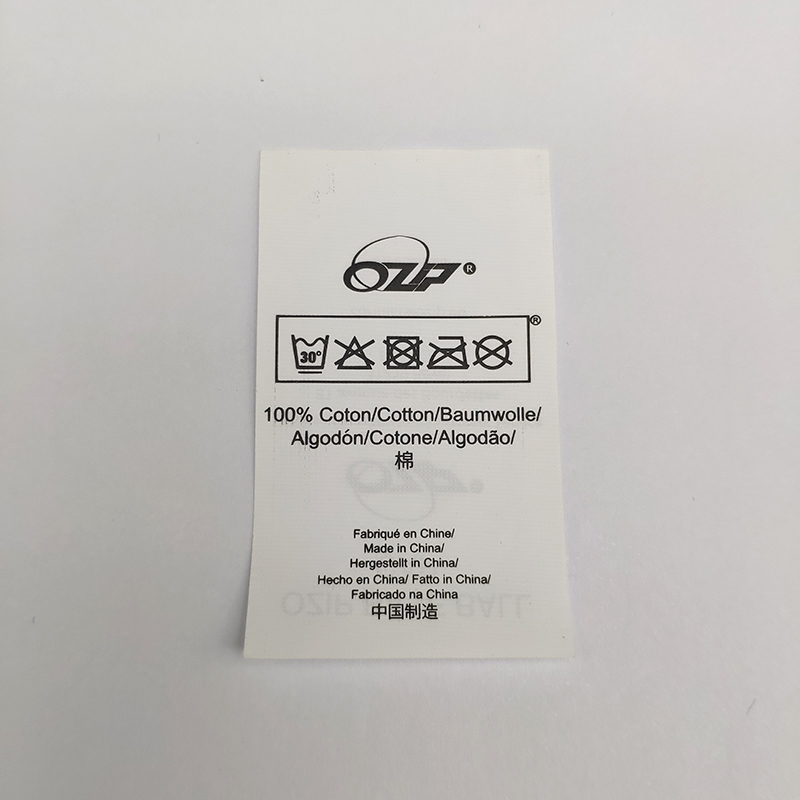 OZIP®
®
30°
100% Coton/Cotton/Baumwolle/
Algodón/Cotone/Algodão/
棉
Fabriqué en Chine/
Made in China/
Hergestellt in China/
Hecho en China/ Fatto in China/
Fabricado na China
中国制造